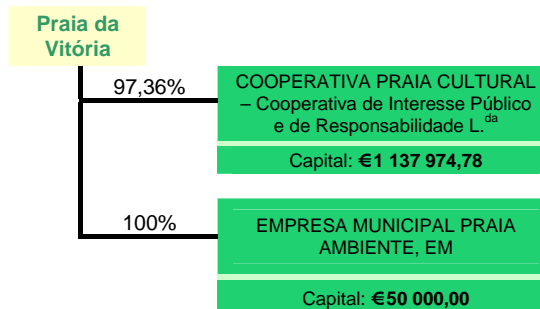 Praia da
Vitória
97,36%
COOPERATIVA PRAIA CULTURAL
– Cooperativa de Interesse Público
e de Responsabilidade L.da
Capital: €1 137 974,78
100%
EMPRESA MUNICIPAL PRAIA
AMBIENTE, EM
Capital: €50 000,00